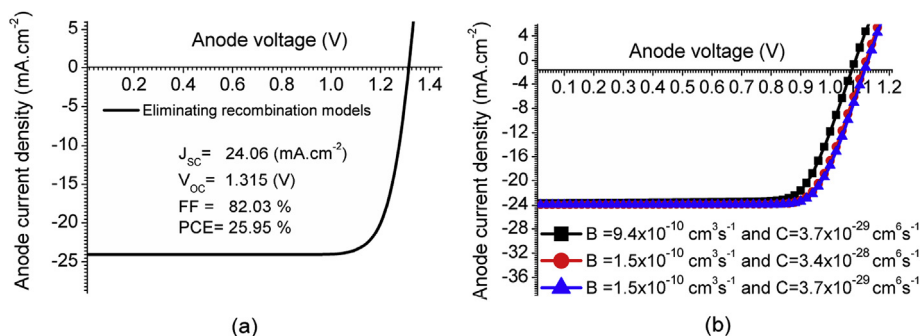 Anode voltage (V)
Anode current density (mA.cm⁻²)
5
0
-5
-10
-15
-20
-25
0.2 0.4 0.6 0.8 1.0 1.2 1.4
Eliminating recombination models
J_SC= 24.06 (mA.cm⁻²)
V_OC= 1.315 (V)
FF = 82.03 %
PCE= 25.95 %
(a)
Anode voltage (V)
Anode current density (mA.cm⁻²)
4
0
-4
-8
-12
-16
-20
-24
-28
-32
-36
0.1 0.2 0.3 0.4 0.5 0.6 0.7 0.8 0.9 1.0 1.1 1.2
B =9.4x10⁻¹⁰ cm³s⁻¹ and C=3.7x10⁻²⁹ cm⁶s⁻¹
B =1.5x10⁻¹⁰ cm³s⁻¹ and C=3.4x10⁻²⁸ cm⁶s⁻¹
B =1.5x10⁻¹⁰ cm³s⁻¹ and C=3.7x10⁻²⁹ cm⁶s⁻¹
(b)